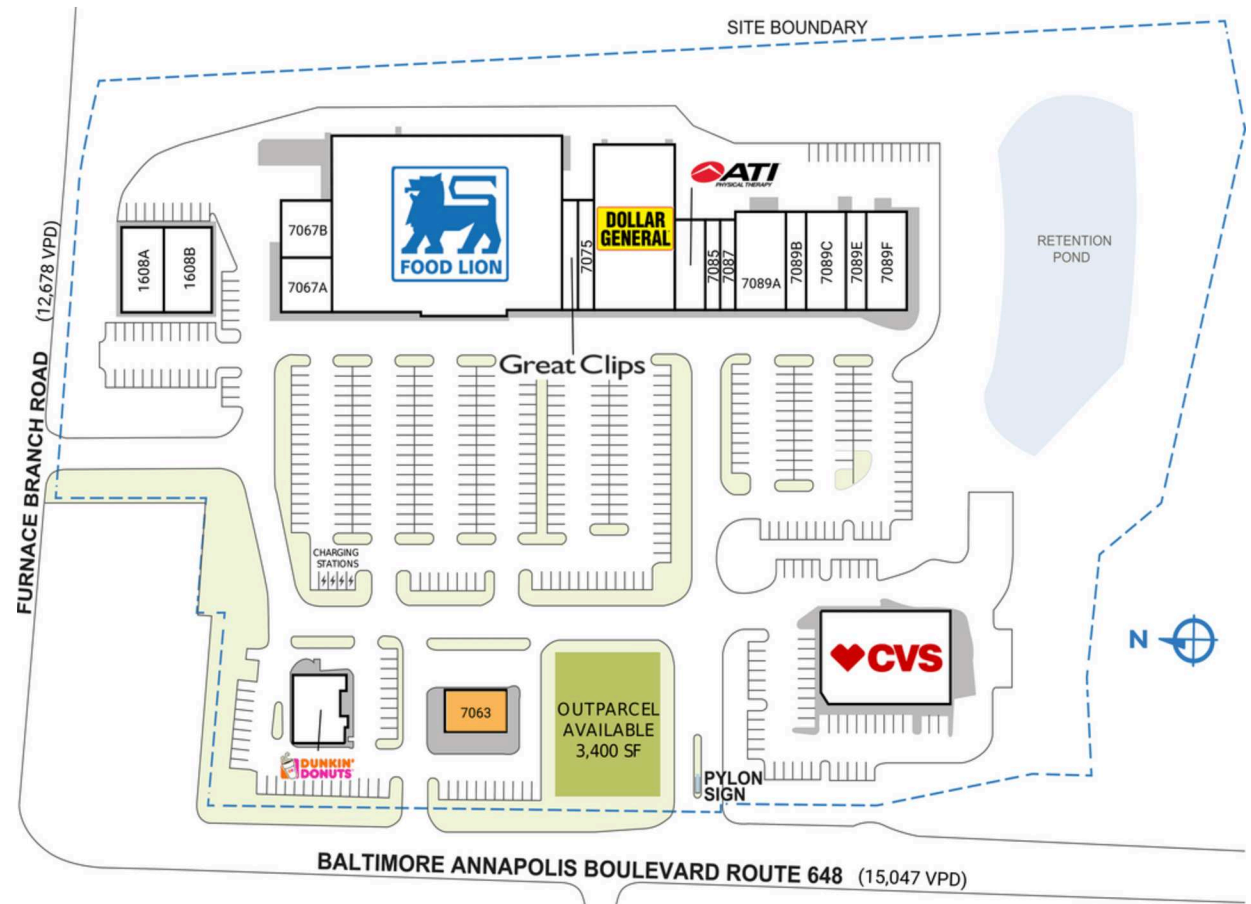 SITE BOUNDARY
FURNACE BRANCH ROAD (12,678 VPD)
1608A
1608B
7067B
7067A
FOOD LION
Great Clips
7075
DOLLAR
GENERAL
ATI
PHYSICAL THERAPY
7085
7087
7089A
7089B
7089C
7089E
7089F
RETENTION
POND
CHARGING
STATIONS
N
CVS
DUNKIN'
DONUTS
7063
OUTPARCEL
AVAILABLE
3,400 SF
PYLON
SIGN
BALTIMORE ANNAPOLIS BOULEVARD ROUTE 648 (15,047 VPD)